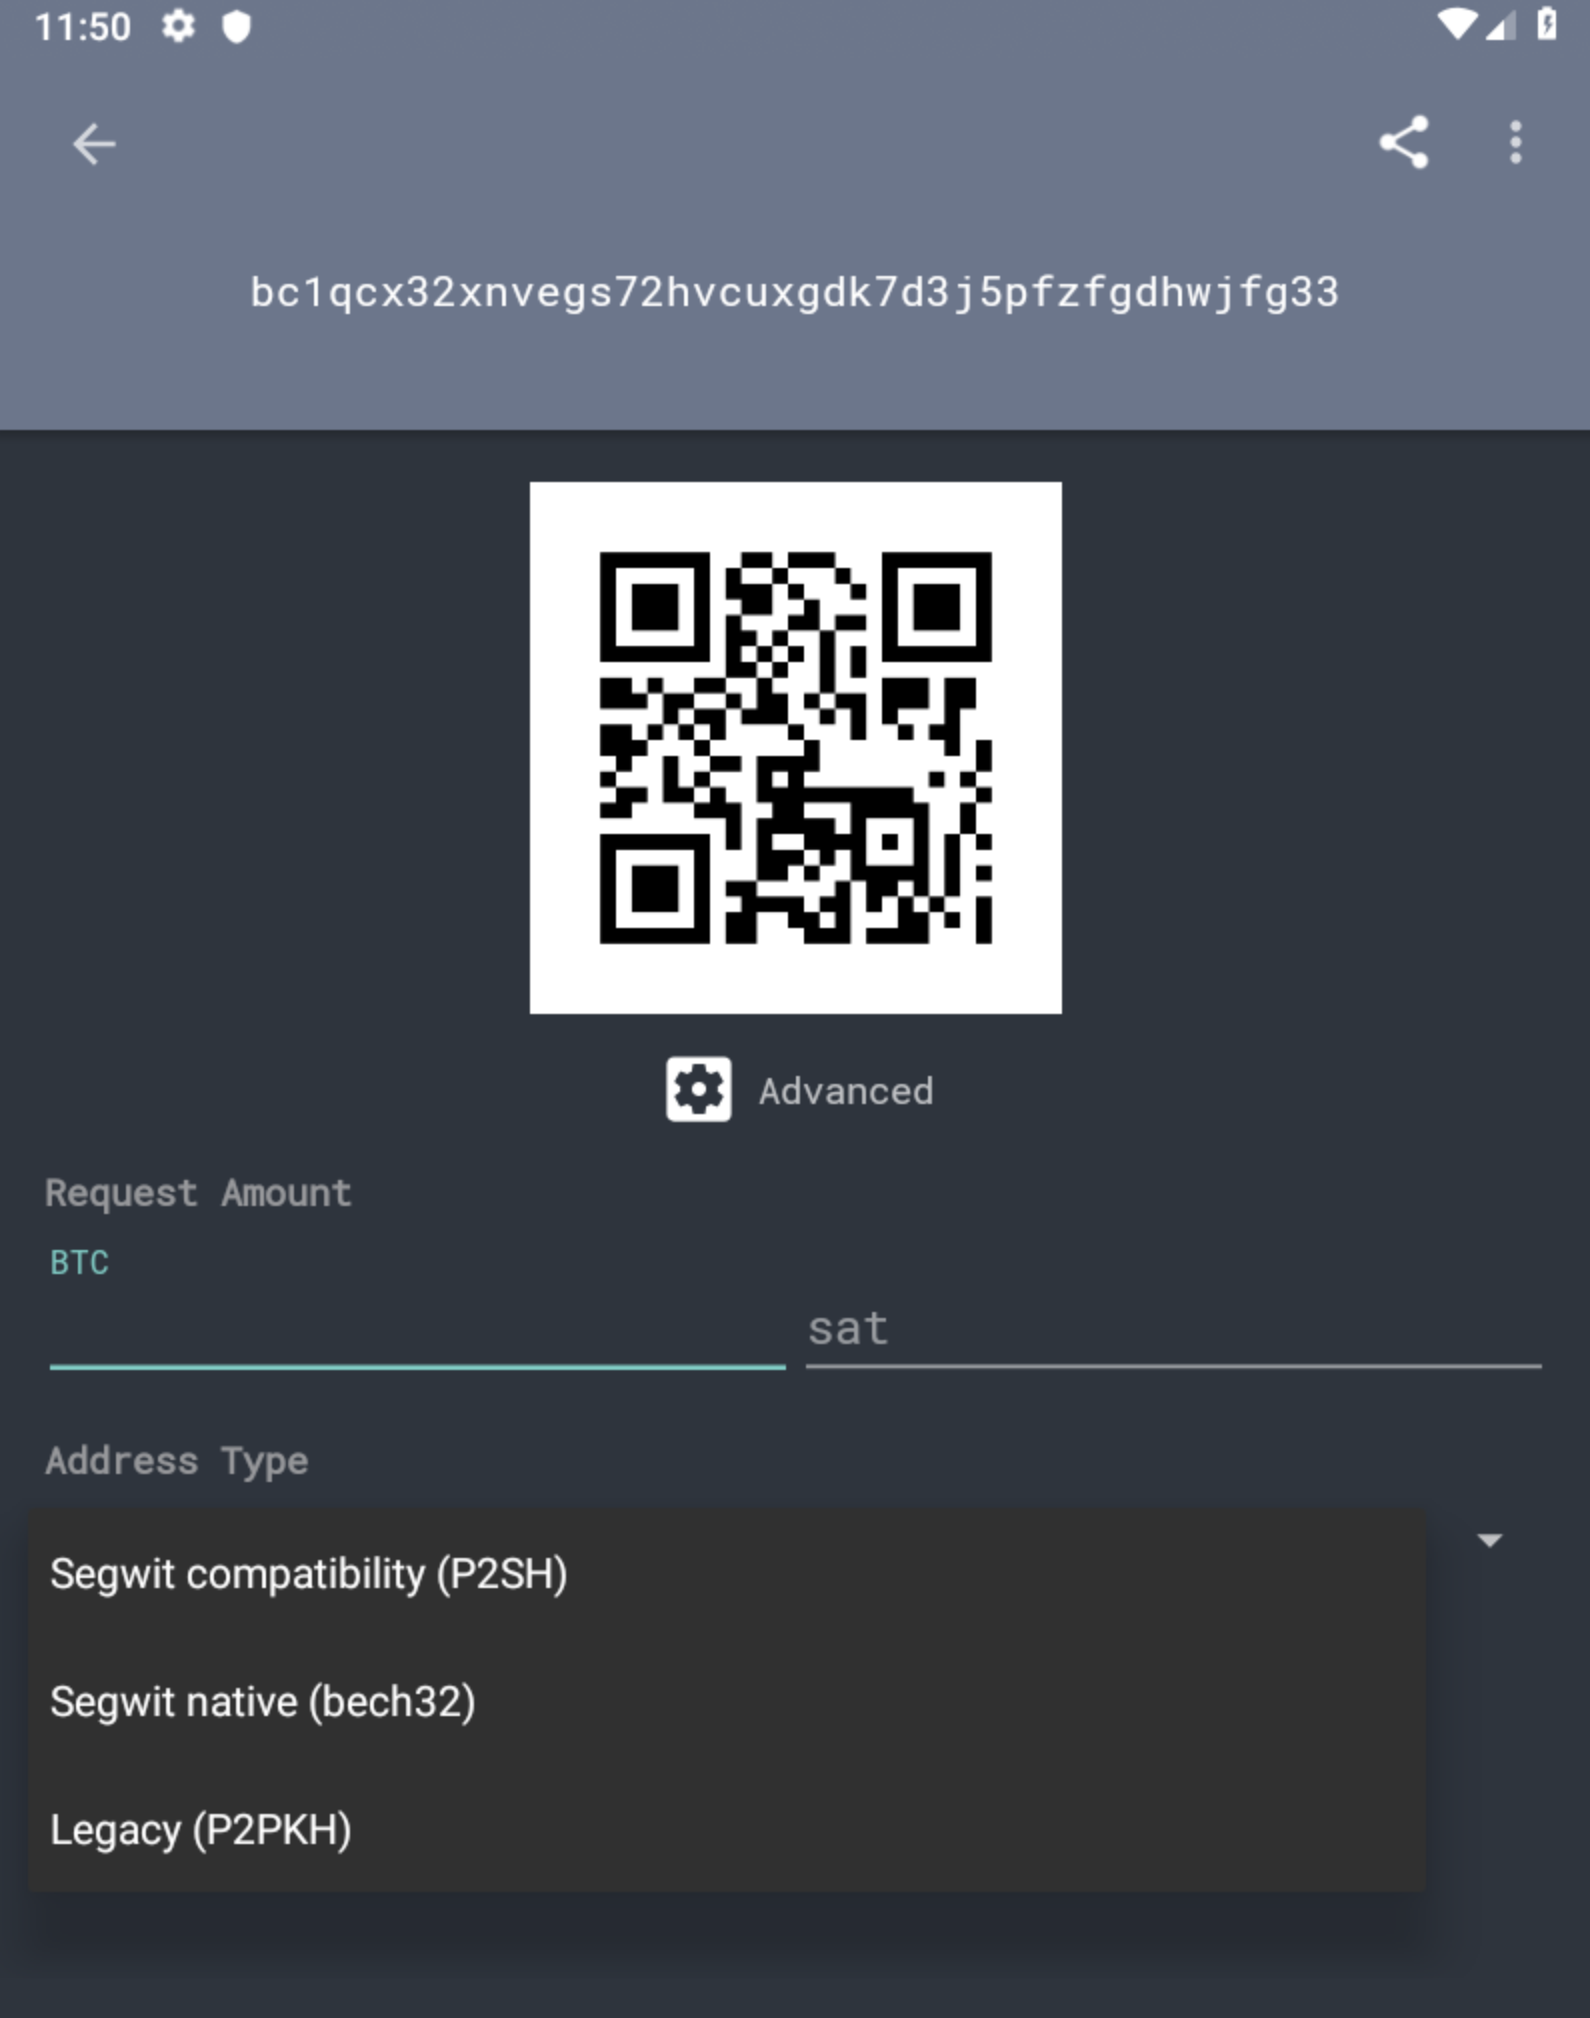 11:50
bc1qcx32xnvegs72hvcuxgdk7d3j5pfzfgdhwjfg33
Advanced
Request Amount
BTC
sat
Address Type
Segwit compatibility (P2SH)
Segwit native (bech32)
Legacy (P2PKH)